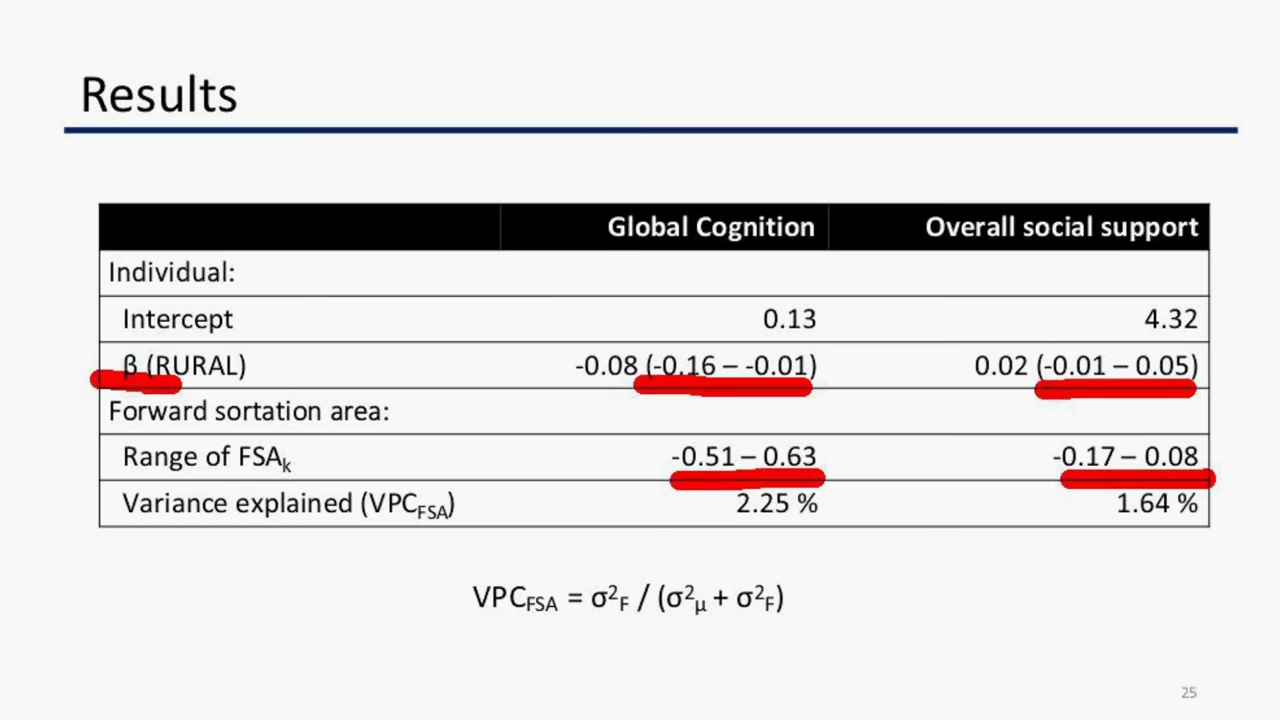 Results
Global Cognition Overall social support
Individual:
Intercept 0.13 4.32
β (RURAL) -0.08 (-0.16 – -0.01) 0.02 (-0.01 – 0.05)
Forward sortation area:
Range of FSAk -0.51 – 0.63 -0.17 – 0.08
Variance explained (VPCFSA) 2.25 % 1.64 %
VPCFSA = σ²F / (σ²μ + σ²F)
25